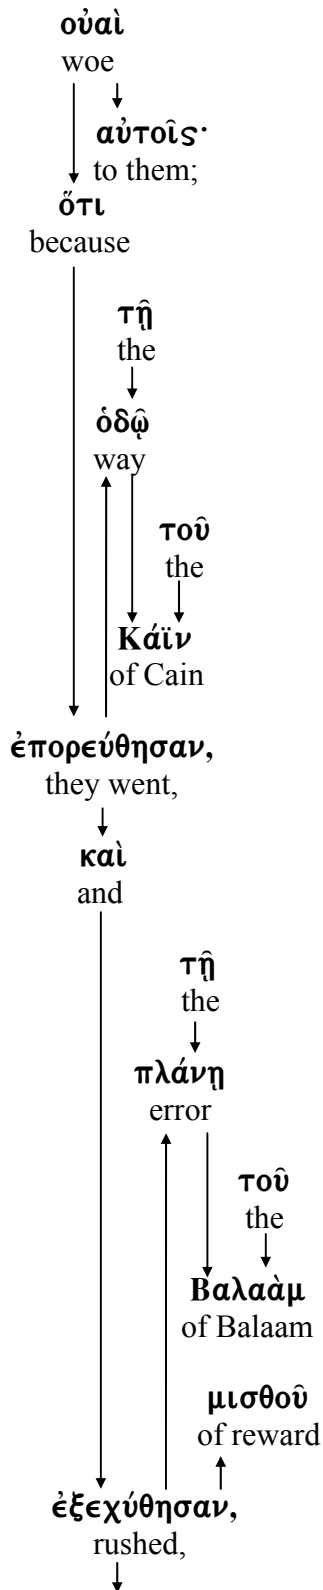 οὐαὶ
woe
αὐτοῖς·
to them;
ὅτι
because
τῇ
the
ὁδῷ
way
τοῦ
the
Κάϊν
of Cain
ἐπορεύθησαν,
they went,
καὶ
and
τῇ
the
πλάνῃ
error
τοῦ
the
Βαλαὰμ
of Balaam
μισθοῦ
of reward
ἐξεχύθησαν,
rushed,